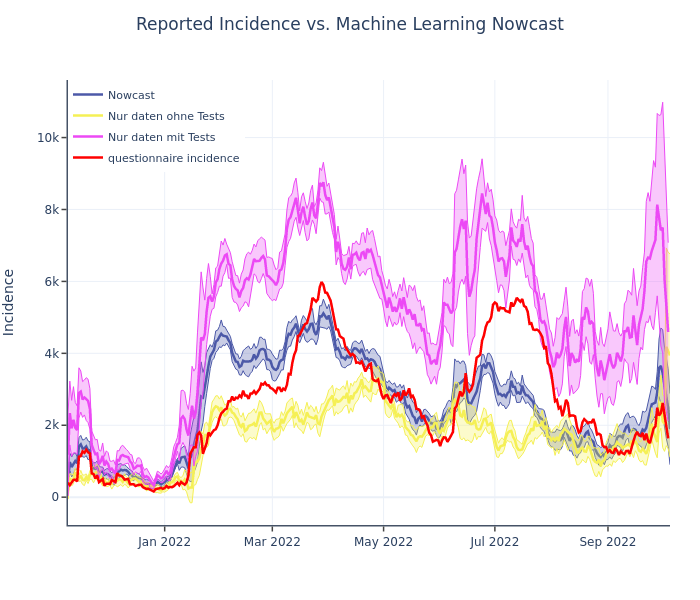 Reported Incidence vs. Machine Learning Nowcast
Nowcast
Nur daten ohne Tests
Nur daten mit Tests
questionnaire incidence
Incidence
10k
8k
6k
4k
2k
0
Jan 2022
Mar 2022
May 2022
Jul 2022
Sep 2022